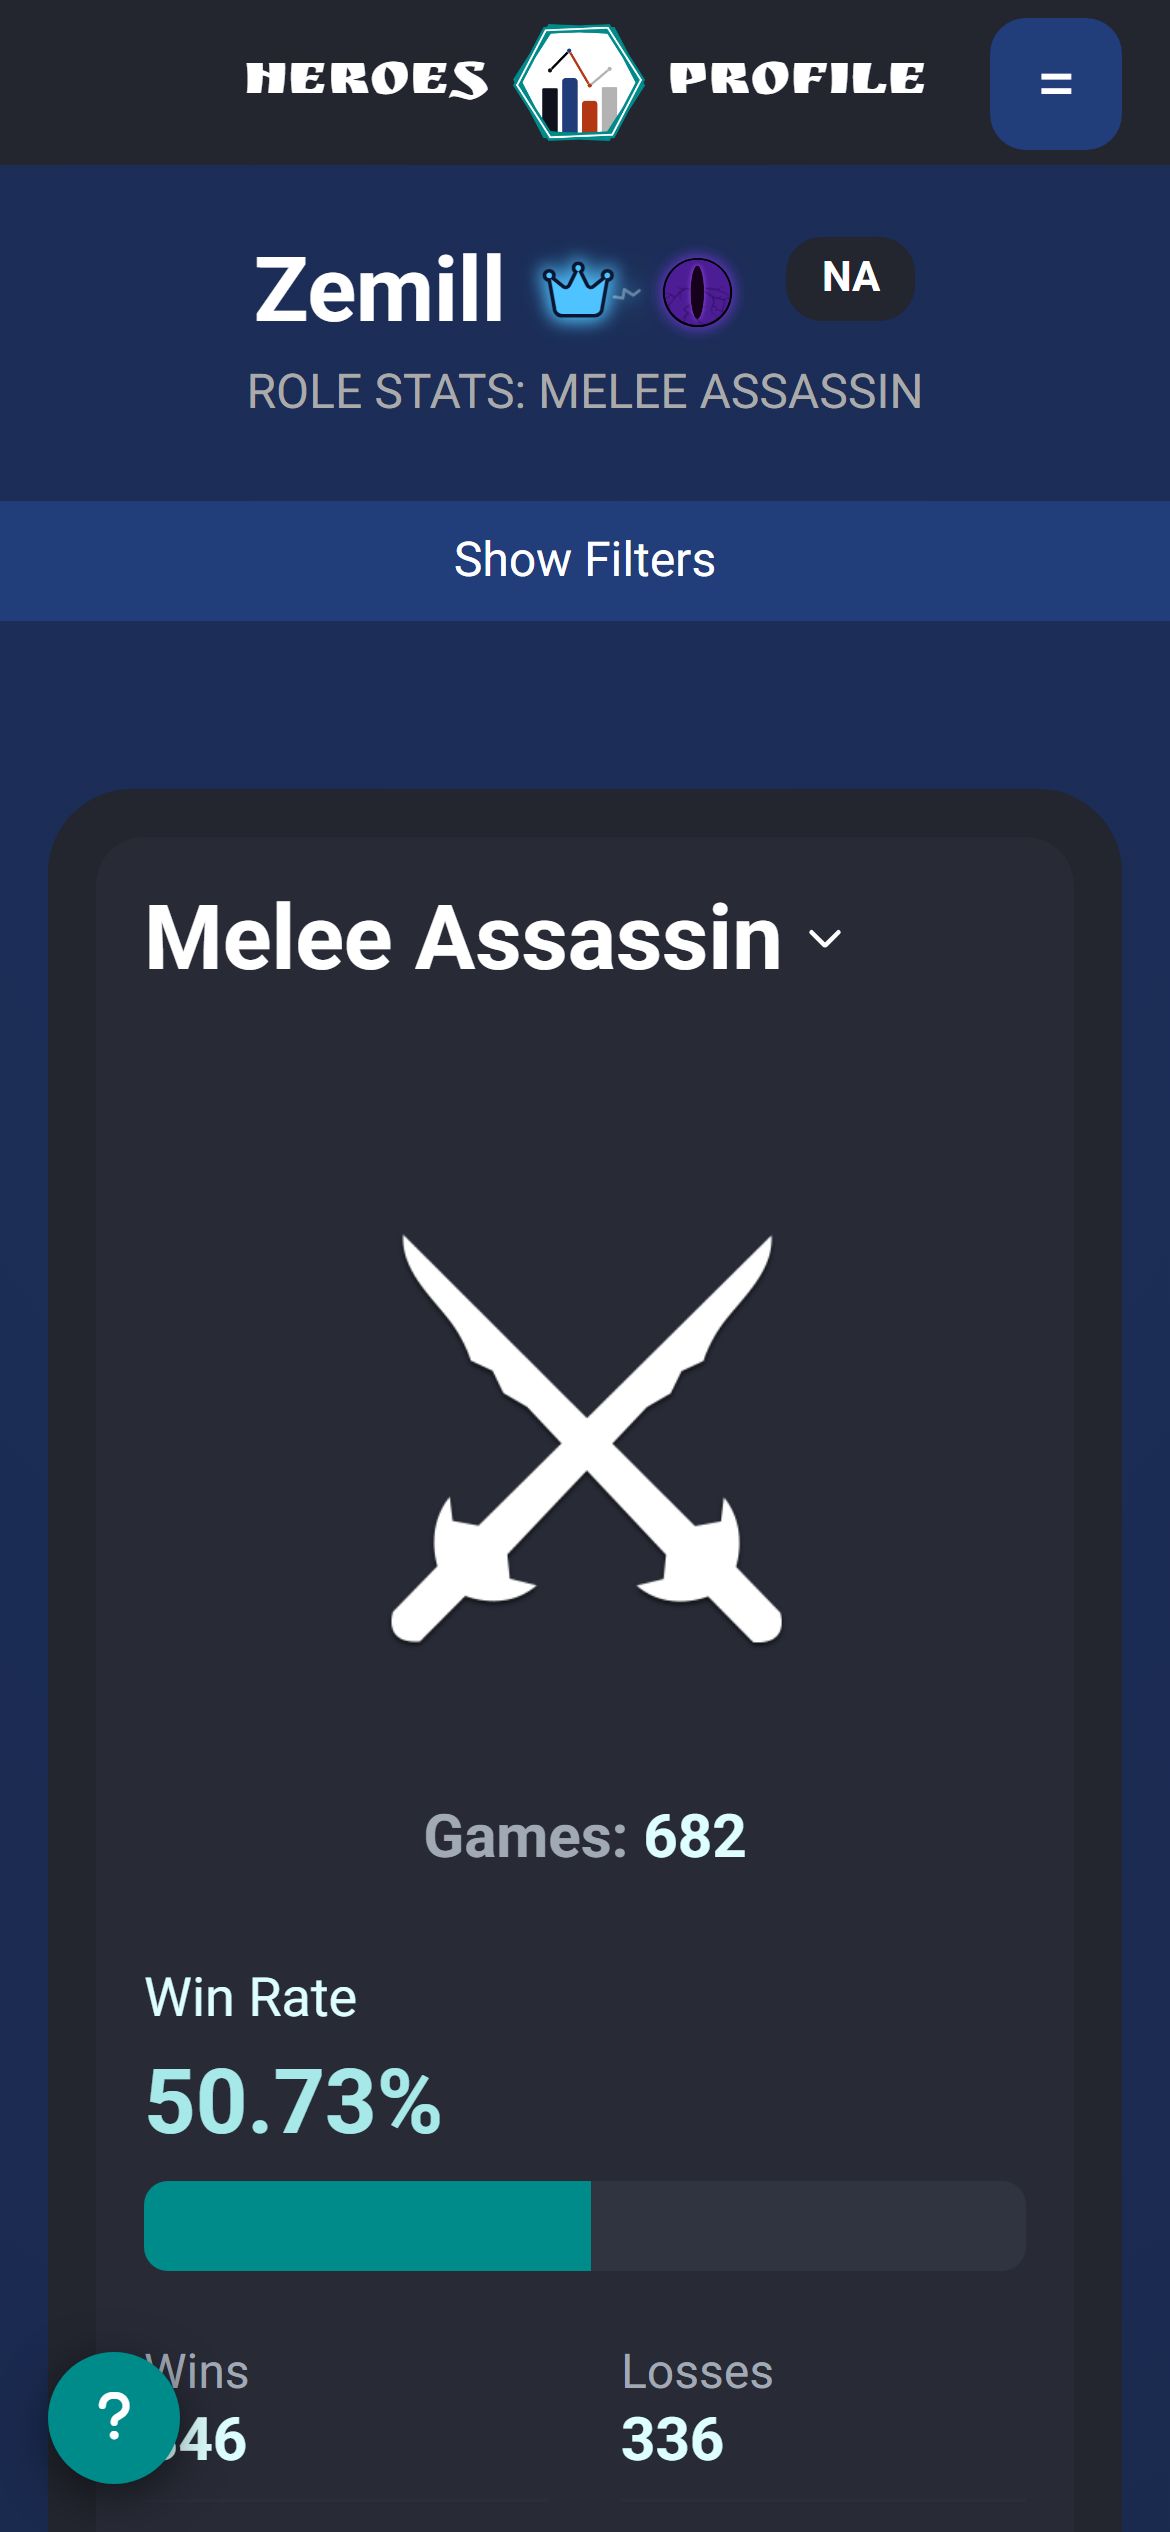 HEROES PROFILE
=
Zemill
NA
ROLE STATS: MELEE ASSASSIN
Show Filters
Melee Assassin
Games: 682
Win Rate
50.73%
Wins
Losses
46
336
?